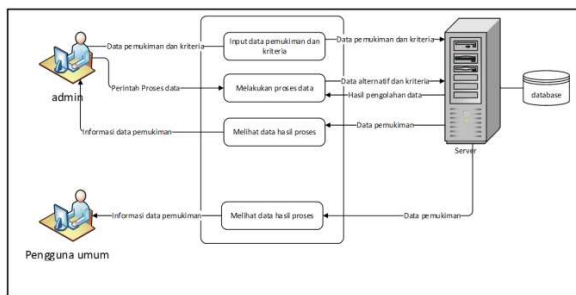 Data pemukiman dan kriteria
Input data pemukiman dan
kriteria
Data pemukiman dan kriteria
Perintah Proses data
Melakukan proses data
Data alternatif dan kriteria
Hasil pengolahan data
admin
database
Informasi data pemukiman
Melihat data hasil proses
Data pemukiman
Server
Informasi data pemukiman
Melihat data hasil proses
Data pemukiman
Pengguna umum